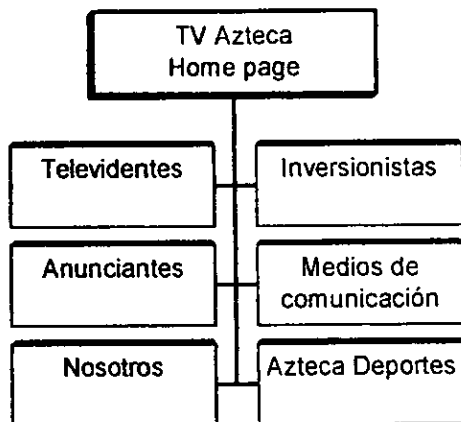 TV Azteca
Home page
Televidentes
Inversionistas
Anunciantes
Medios de
comunicación
Nosotros
Azteca Deportes